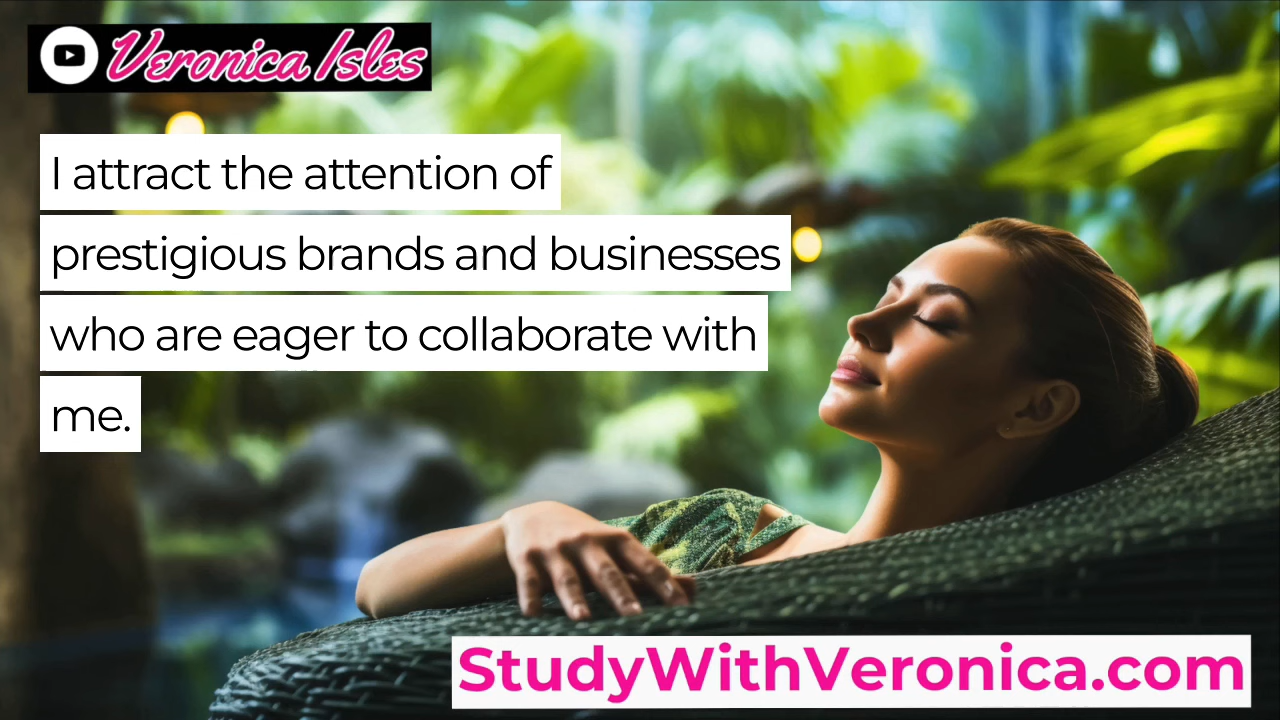 Veronica Isles
I attract the attention of
prestigious brands and businesses
who are eager to collaborate with
me.
StudyWithVeronica.com